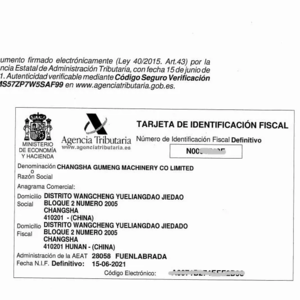 umento firmado electrónicamente (Ley 40/2015. Art.43) por la
encia Estatal de Administración Tributaria, con fecha 15 de junio de
1. Autenticidad verificable mediante Código Seguro Verificación
MS57ZP7W5SAF99 en www.agenciatributaria.gob.es.
MINISTERIO
DE ECONOMÍA
Y HACIENDA
Agencia Tributaria
www.agenciatributaria.es
TARJETA DE IDENTIFICACIÓN FISCAL
Número de Identificación Fiscal Definitivo
Denominación CHANGSHA GUMENG MACHINERY CO LIMITED
o
Razón Social
Anagrama Comercial:
Domicilio DISTRITO WANGCHENG YUELIANGDAO JIEDAO
Social BLOQUE 2 NUMERO 2005
CHANGSHA
410201 - (CHINA)
Domicilio DISTRITO WANGCHENG YUELIANGDAO JIEDAO
Fiscal BLOQUE 2 NUMERO 2005
CHANGSHA
410201 HUNAN - (CHINA)
Administración de la AEAT 28058 FUENLABRADA
Fecha N.I.F. Definitivo: 15-06-2021
Código Electrónico: